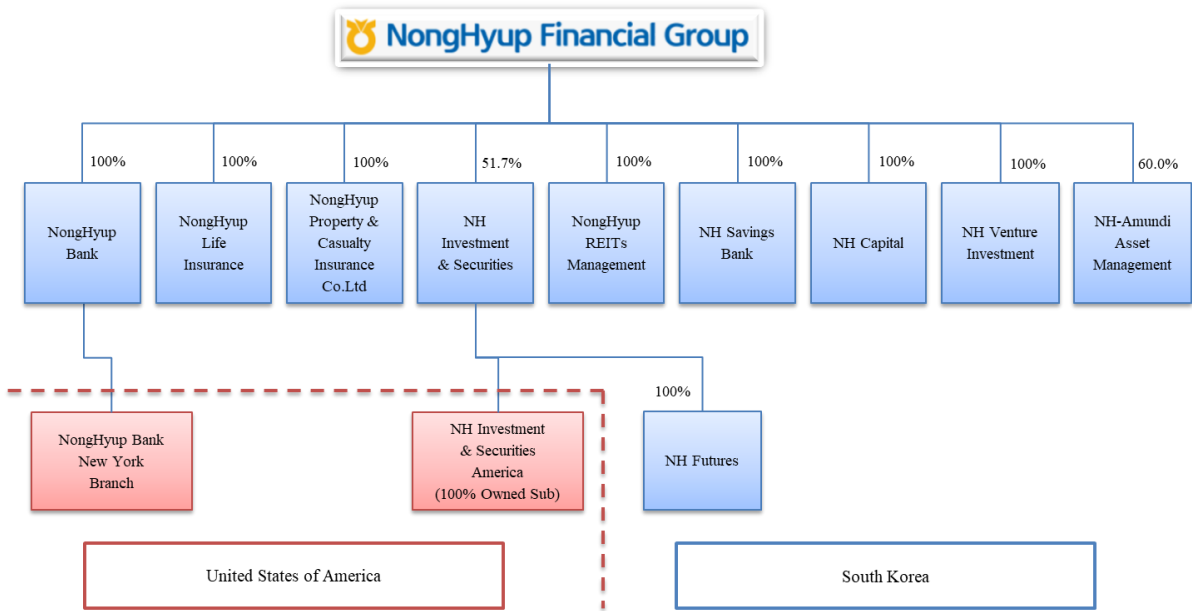 NongHyup Financial Group
100%
100%
100%
51.7%
100%
100%
100%
100%
60.0%
NongHyup
Bank
NongHyup
Life
Insurance
NongHyup
Property &
Casualty
Insurance
Co.Ltd
NH
Investment
& Securities
NongHyup
REITs
Management
NH Savings
Bank
NH Capital
NH Venture
Investment
NH-Amundi
Asset
Management
100%
NongHyup Bank
New York
Branch
NH Investment
& Securities
America
(100% Owned Sub)
NH Futures
United States of America
South Korea